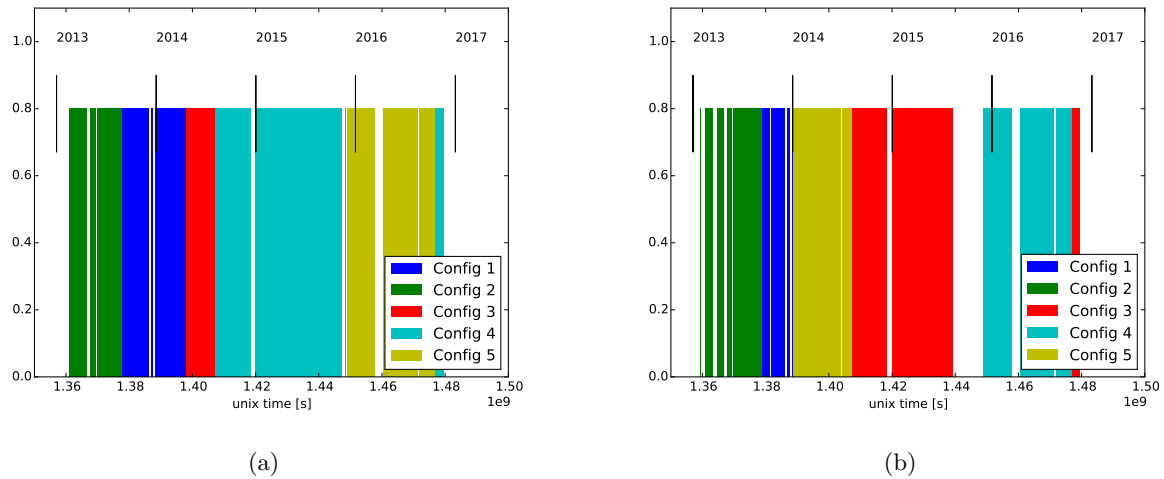 1.0
2013 2014 2015 2016 2017
0.8
0.6
0.4
0.2
0.0
Config 1
Config 2
Config 3
Config 4
Config 5
1.36 1.38 1.40 1.42 1.44 1.46 1.48 1.50
unix time [s] 1e9
(a)
1.0
2013 2014 2015 2016 2017
0.8
0.6
0.4
0.2
0.0
Config 1
Config 2
Config 3
Config 4
Config 5
1.36 1.38 1.40 1.42 1.44 1.46 1.48 1.50
unix time [s] 1e9
(b)